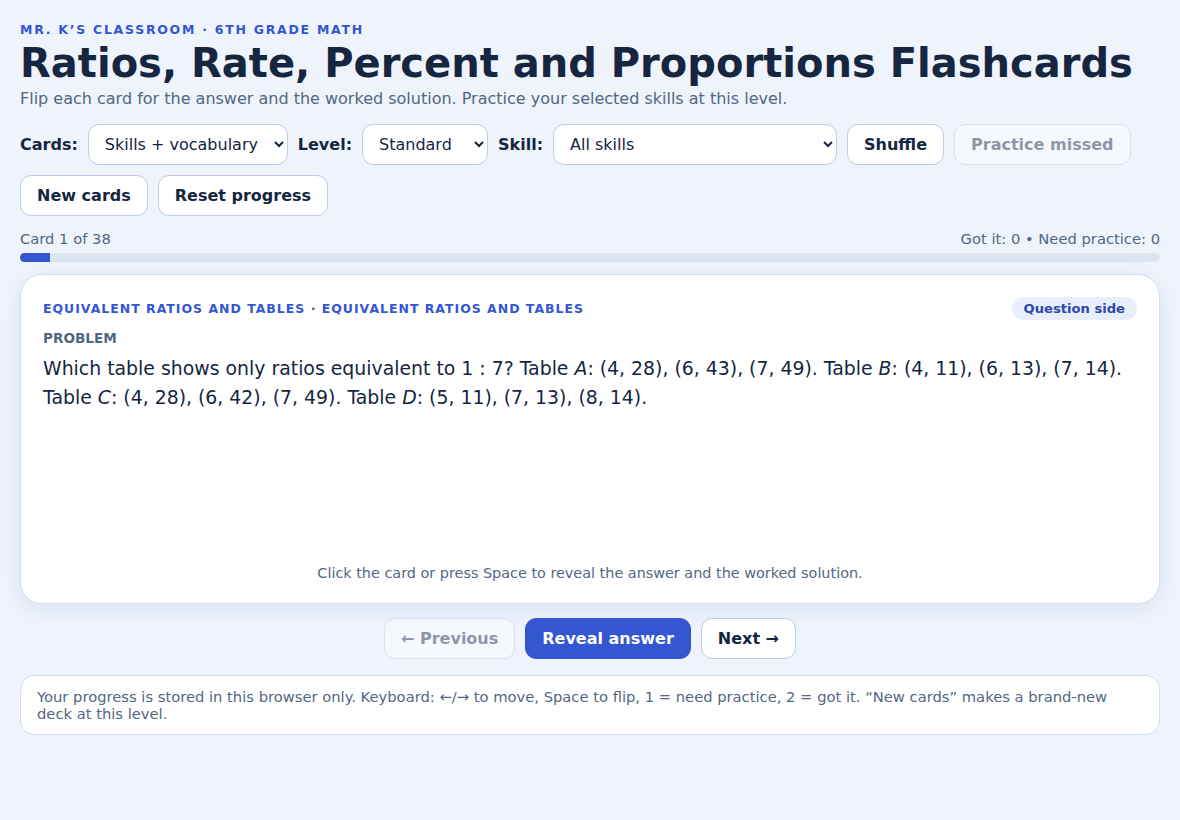 MR. K’S CLASSROOM · 6TH GRADE MATH
Ratios, Rate, Percent and Proportions Flashcards
Flip each card for the answer and the worked solution. Practice your selected skills at this level.
Cards: Skills + vocabulary Level: Standard Skill: All skills Shuffle Practice missed
New cards Reset progress
Card 1 of 38 Got it: 0 • Need practice: 0
EQUIVALENT RATIOS AND TABLES · EQUIVALENT RATIOS AND TABLES Question side
PROBLEM
Which table shows only ratios equivalent to 1 : 7? Table A: (4, 28), (6, 43), (7, 49). Table B: (4, 11), (6, 13), (7, 14).
Table C: (4, 28), (6, 42), (7, 49). Table D: (5, 11), (7, 13), (8, 14).
Click the card or press Space to reveal the answer and the worked solution.
← Previous Reveal answer Next →
Your progress is stored in this browser only. Keyboard: ←/→ to move, Space to flip, 1 = need practice, 2 = got it. “New cards” makes a brand-new
deck at this level.